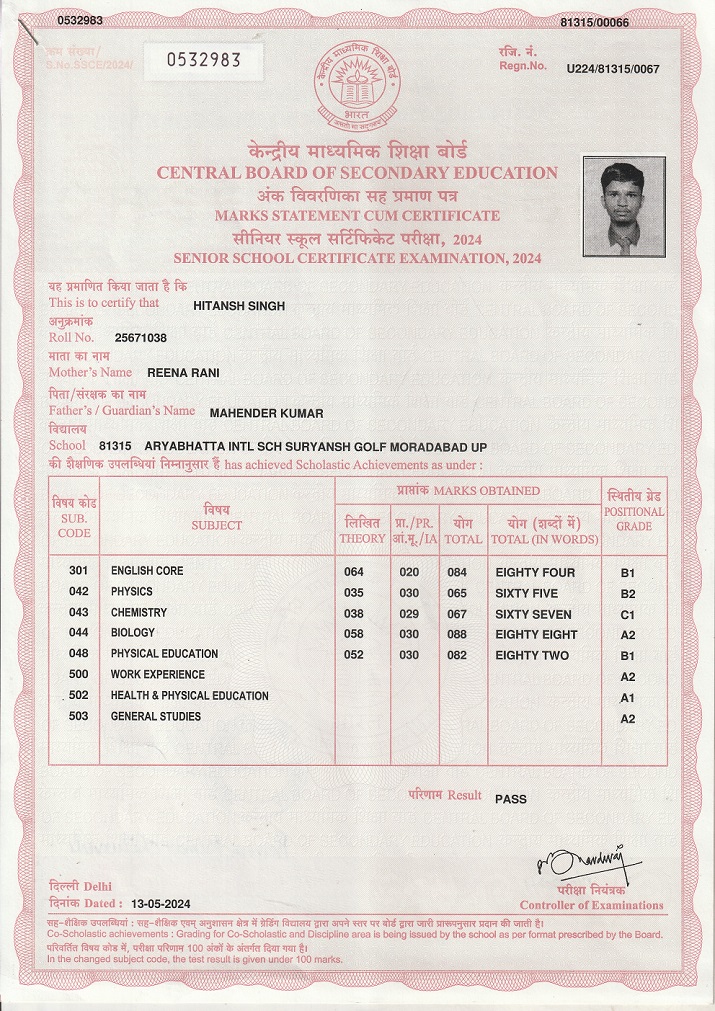 0532983
81315/00066
क्रम संख्या/
S.No.SSCE/2024/
0532983
रजि. नं.
Regn.No. U224/81315/0067
केन्द्रीय माध्यमिक शिक्षा बोर्ड
भारत
केन्द्रीय माध्यमिक शिक्षा बोर्ड
CENTRAL BOARD OF SECONDARY EDUCATION
अंक विवरणिका सह प्रमाण पत्र
MARKS STATEMENT CUM CERTIFICATE
सीनियर स्कूल सर्टिफिकेट परीक्षा, 2024
SENIOR SCHOOL CERTIFICATE EXAMINATION, 2024
यह प्रमाणित किया जाता है कि
This is to certify that HITANSH SINGH
अनुक्रमांक
Roll No. 25671038
माता का नाम
Mother's Name REENA RANI
पिता/संरक्षक का नाम
Father's / Guardian's Name MAHENDER KUMAR
विद्यालय
School 81315 ARYABHATTA INTL SCH SURYANSH GOLF MORADABAD UP
की शैक्षणिक उपलब्धियां निम्नानुसार हैं has achieved Scholastic Achievements as under :
विषय कोड SUB. CODE
विषय SUBJECT
प्राप्तांक MARKS OBTAINED
लिखित THEORY
प्रा./PR. आं.मू./IA
योग TOTAL
योग (शब्दों में) TOTAL (IN WORDS)
स्थितीय ग्रेड POSITIONAL GRADE
301 ENGLISH CORE 064 020 084 EIGHTY FOUR B1
042 PHYSICS 035 030 065 SIXTY FIVE B2
043 CHEMISTRY 038 029 067 SIXTY SEVEN C1
044 BIOLOGY 058 030 088 EIGHTY EIGHT A2
048 PHYSICAL EDUCATION 052 030 082 EIGHTY TWO B1
500 WORK EXPERIENCE A2
502 HEALTH & PHYSICAL EDUCATION A1
503 GENERAL STUDIES A2
परिणाम Result PASS
दिल्ली Delhi
दिनांक Dated : 13-05-2024
परीक्षा नियंत्रक
Controller of Examinations
सह-शैक्षिक उपलब्धियां : सह-शैक्षिक एवम् अनुशासन क्षेत्र में ग्रेडिंग विद्यालय द्वारा अपने स्तर पर बोर्ड द्वारा जारी प्रारूपनुसार प्रदान की जाती है।
Co-Scholastic achievements : Grading for Co-Scholastic and Discipline area is being issued by the school as per format prescribed by the Board.
परिवर्तित विषय कोड में, परीक्षा परिणाम 100 अंकों के अंतर्गत दिया गया है।
In the changed subject code, the test result is given under 100 marks.